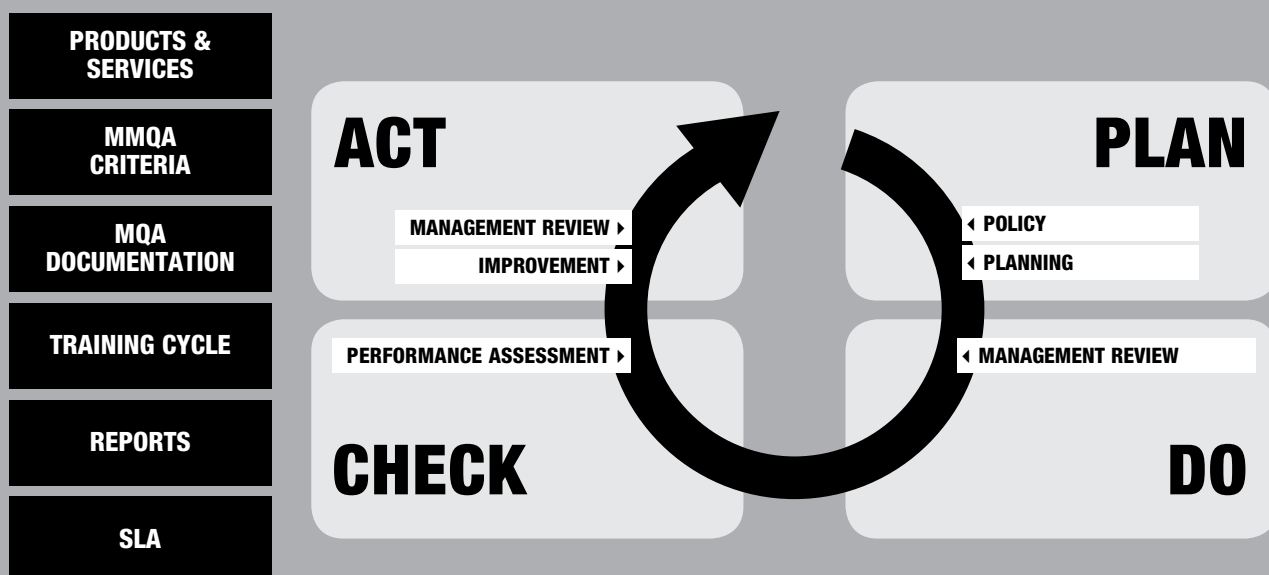 PRODUCTS &
SERVICES
MMQA
CRITERIA
MQA
DOCUMENTATION
TRAINING CYCLE
REPORTS
SLA
ACT
MANAGEMENT REVIEW
IMPROVEMENT
PLAN
POLICY
PLANNING
PERFORMANCE ASSESSMENT
CHECK
MANAGEMENT REVIEW
DO